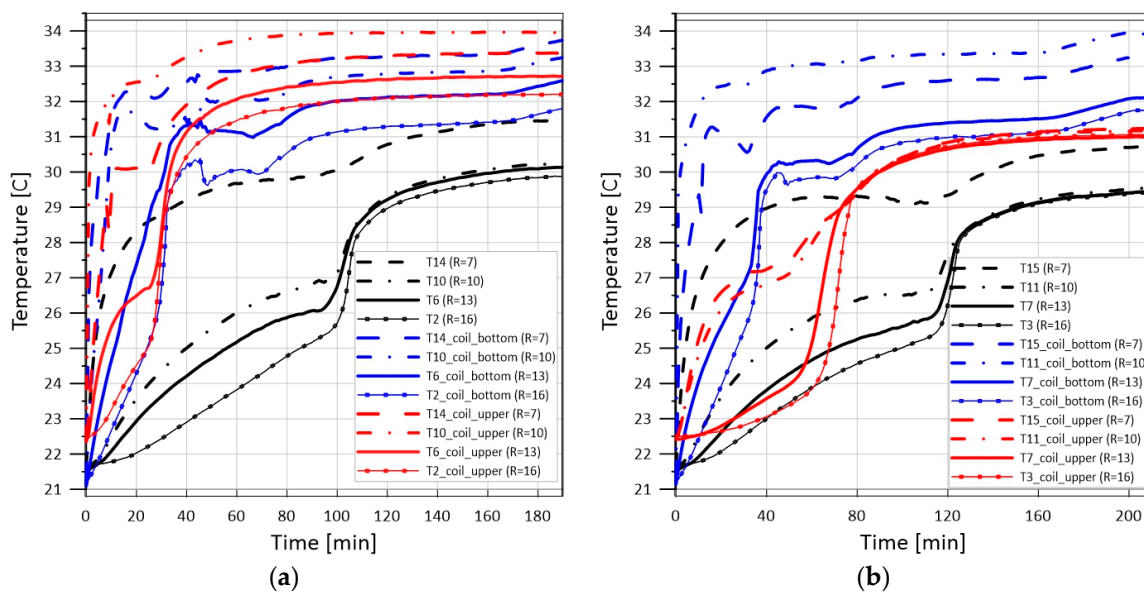 34
33
32
31
30
29
28
27
26
25
24
23
22
21
Temperature [C]
0 20 40 60 80 100 120 140 160 180
Time [min]
T14 (R=7)
T10 (R=10)
T6 (R=13)
T2 (R=16)
T14_coil_bottom (R=7)
T10_coil_bottom (R=10)
T6_coil_bottom (R=13)
T2_coil_bottom (R=16)
T14_coil_upper (R=7)
T10_coil_upper (R=10)
T6_coil_upper (R=13)
T2_coil_upper (R=16)
(a)
34
33
32
31
30
29
28
27
26
25
24
23
22
21
Temperature [C]
0 40 80 120 160 200
Time [min]
T15 (R=7)
T11 (R=10)
T7 (R=13)
T3 (R=16)
T15_coil_bottom (R=7)
T11_coil_bottom (R=10
T7_coil_bottom (R=13)
T3_coil_bottom (R=16)
T15_coil_upper (R=7)
T11_coil_upper (R=10)
T7_coil_upper (R=13)
T3_coil_upper (R=16)
(b)